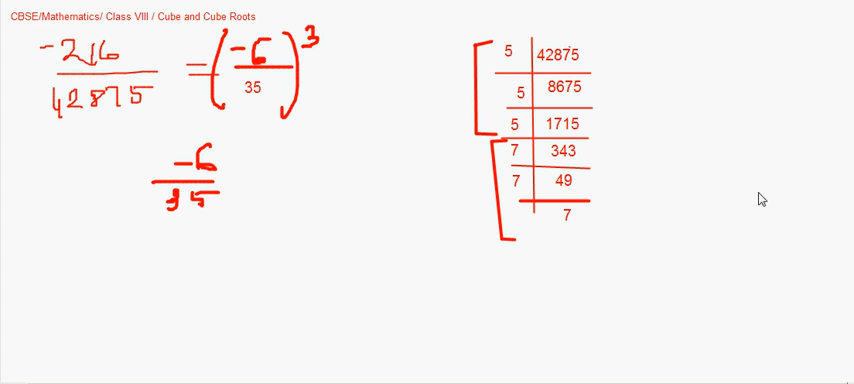 CBSE/Mathematics/ Class VIII / Cube and Cube Roots
-216 / 42875 = (-6 / 35)^3
-6 / 35
5 | 42875
5 | 8675
5 | 1715
7 | 343
7 | 49
7